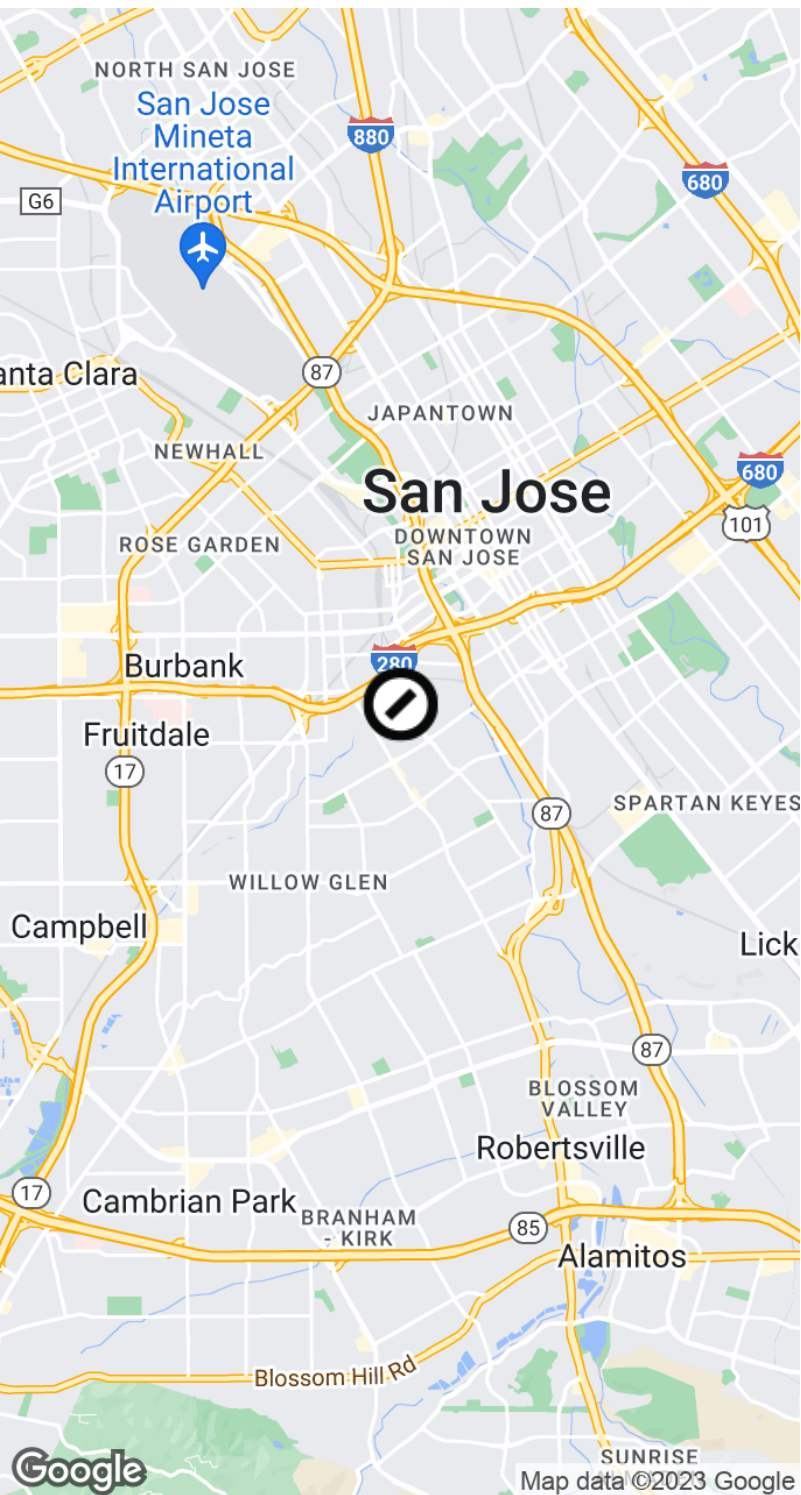 NORTH SAN JOSE
San Jose
Mineta
International
Airport
880
680
G6
anta Clara
87
JAPANTOWN
NEWHALL
San Jose
680
101
DOWNTOWN
SAN JOSE
ROSE GARDEN
280
Burbank
Fruitdale
17
87
SPARTAN KEYES
WILLOW GLEN
Campbell
Lick
87
BLOSSOM
VALLEY
Robertsville
17
Cambrian Park
BRANHAM
- KIRK
85
Alamitos
Blossom Hill Rd
SUNRISE
Google
Map data ©2023 Google